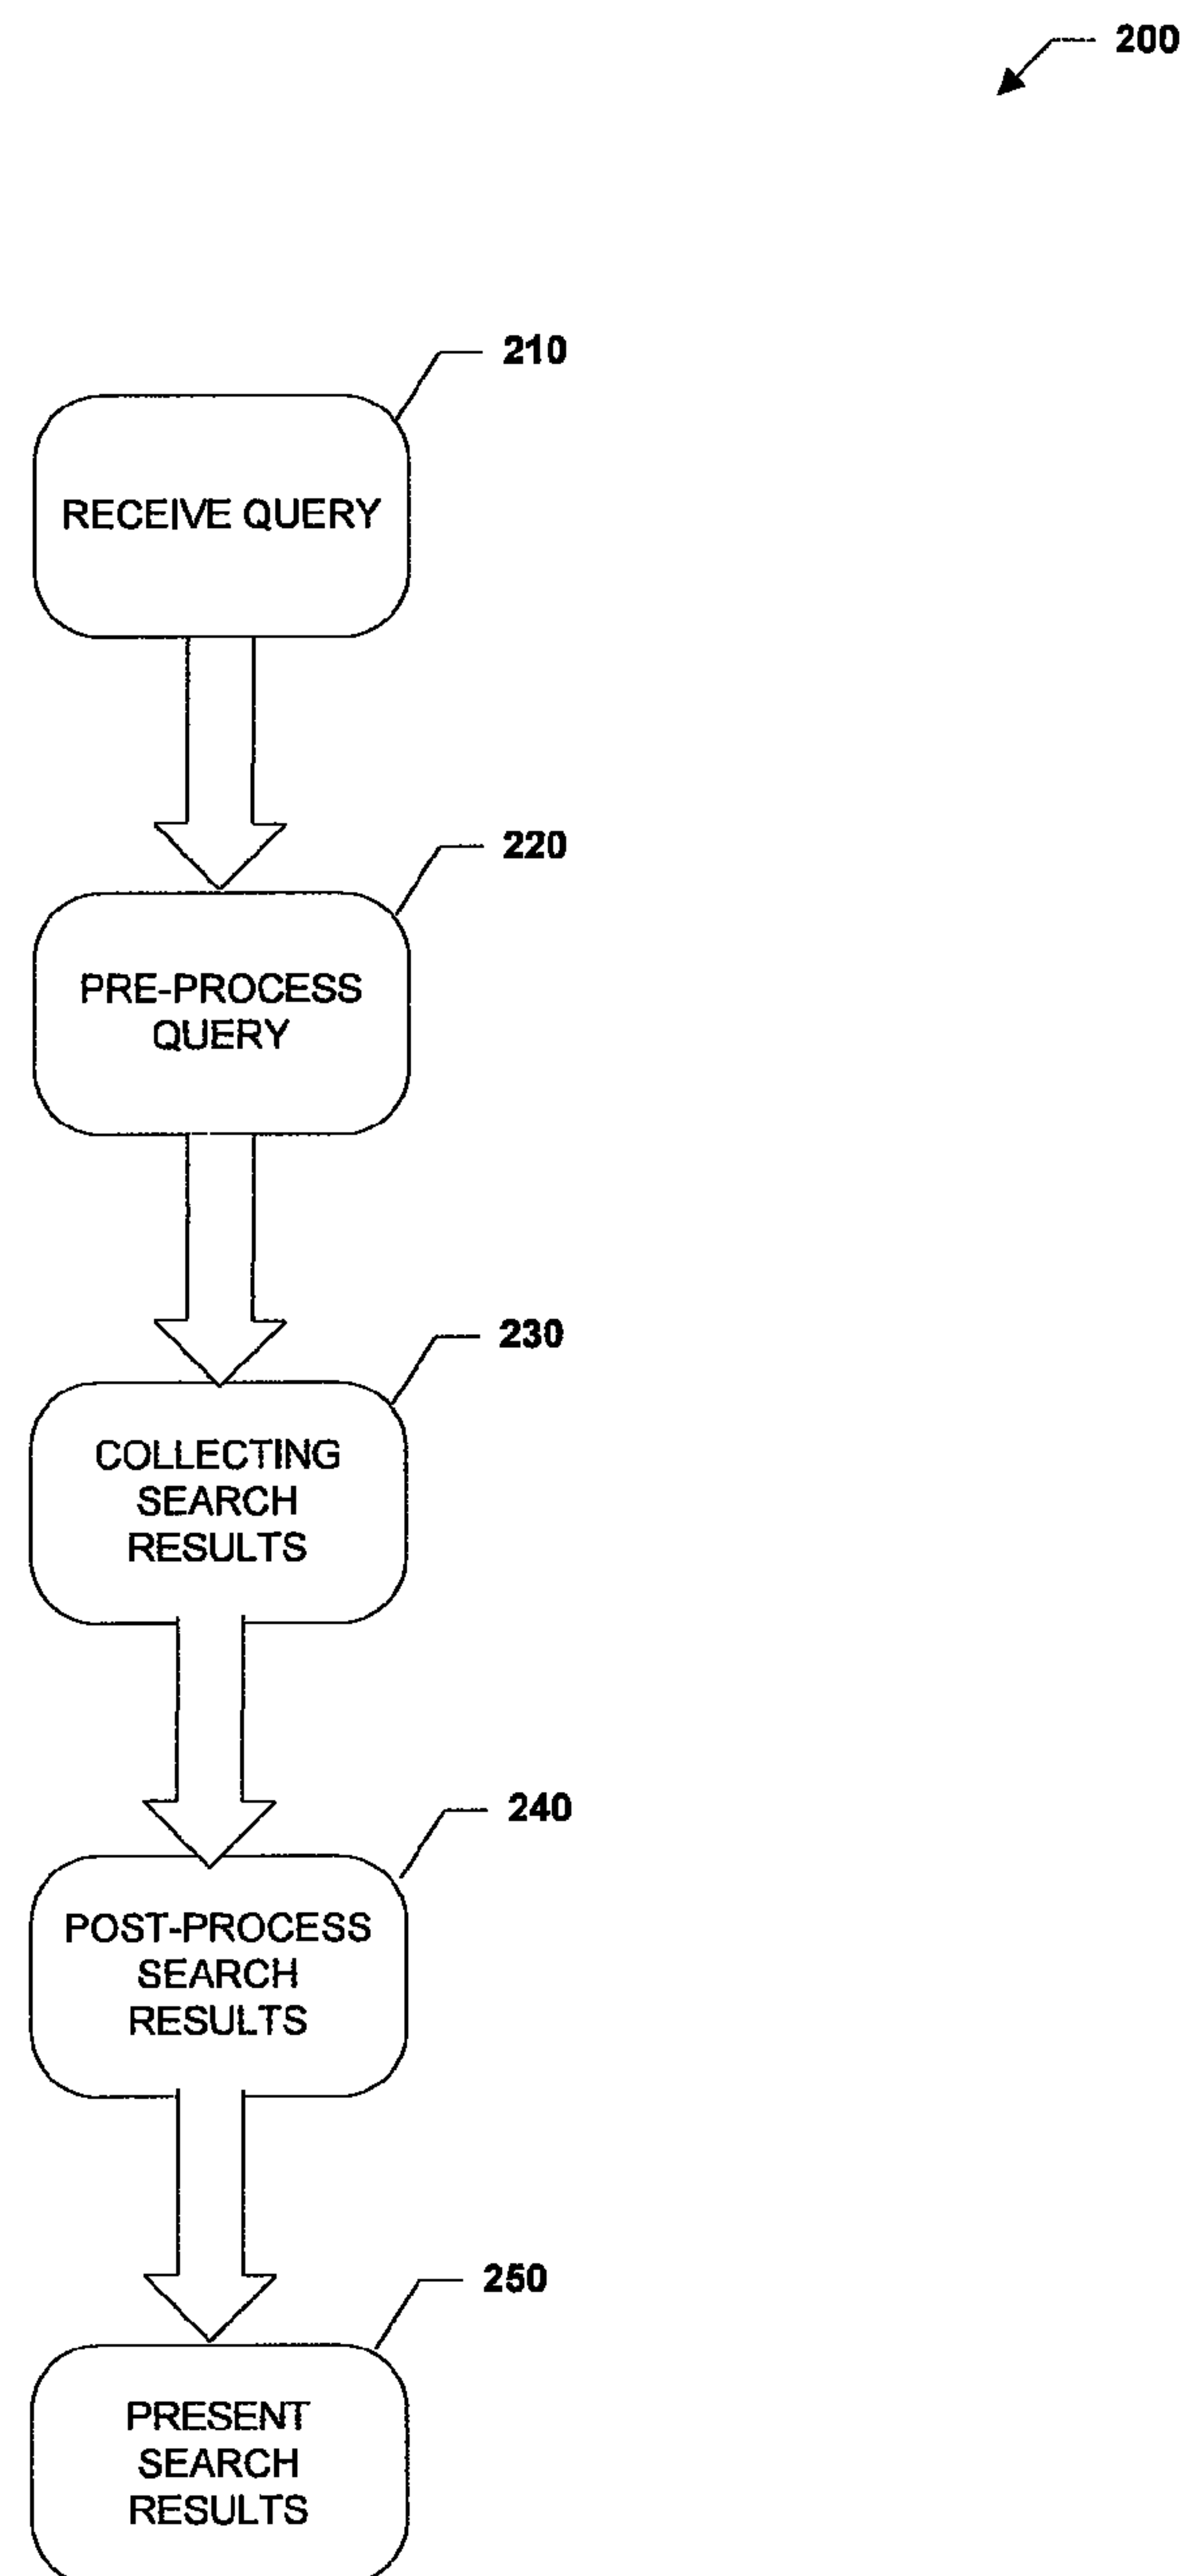 200
210
RECEIVE QUERY
220
PRE-PROCESS
QUERY
230
COLLECTING
SEARCH
RESULTS
240
POST-PROCESS
SEARCH
RESULTS
250
PRESENT
SEARCH
RESULTS